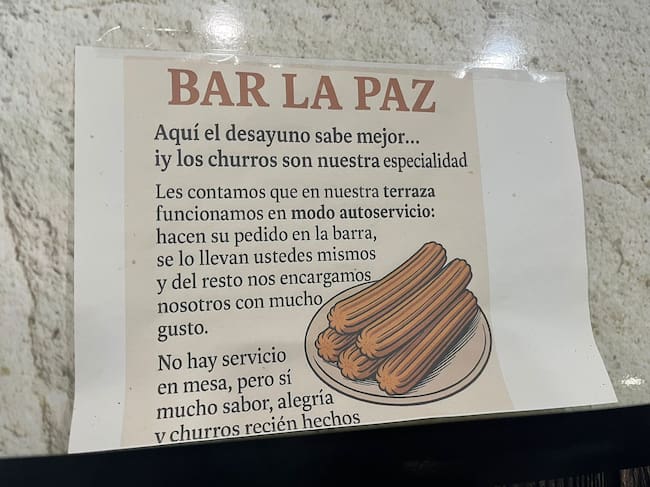 BAR LA PAZ
Aquí el desayuno sabe mejor...
¡y los churros son nuestra especialidad
Les contamos que en nuestra terraza
funcionamos en modo autoservicio:
hacen su pedido en la barra,
se lo llevan ustedes mismos
y del resto nos encargamos
nosotros con mucho
gusto.
No hay servicio
en mesa, pero sí
mucho sabor, alegría
y churros recién hechos